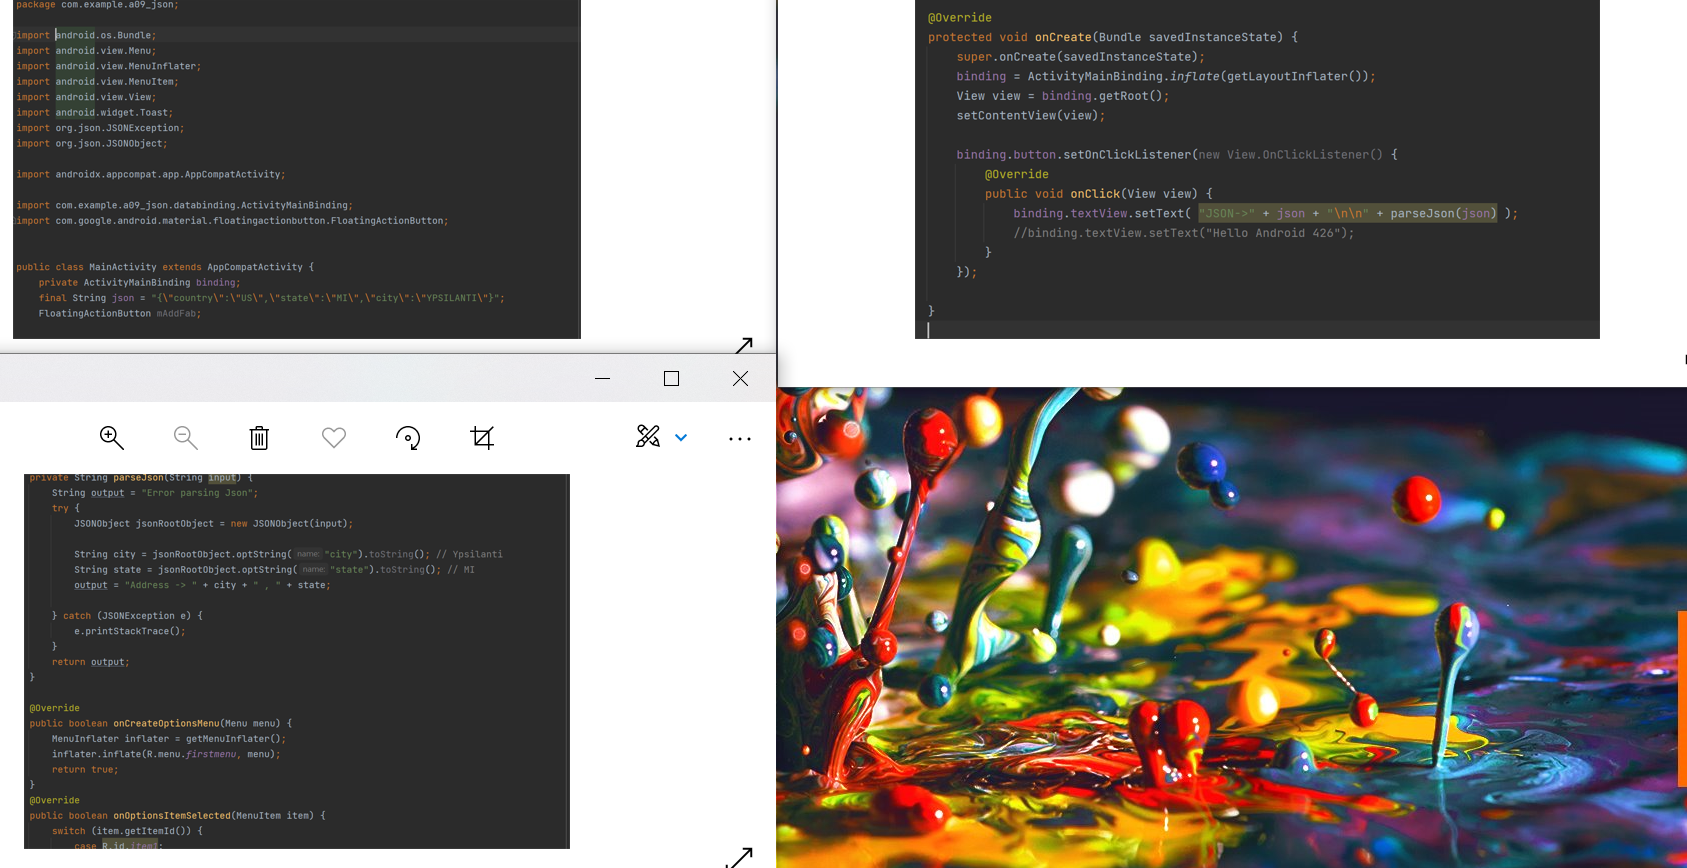 package com.example.a09_json;
import android.os.Bundle;
import android.view.Menu;
import android.view.MenuInflater;
import android.view.MenuItem;
import android.view.View;
import android.widget.Toast;
import org.json.JSONException;
import org.json.JSONObject;
import androidx.appcompat.app.AppCompatActivity;
import com.example.a09_json.databinding.ActivityMainBinding;
import com.google.android.material.floatingactionbutton.FloatingActionButton;
public class MainActivity extends AppCompatActivity {
private ActivityMainBinding binding;
final String json = "{\"country\":\"US\",\"state\":\"MI\",\"city\":\"YPSILANTI\"}";
FloatingActionButton mAddFab;
@Override
protected void onCreate(Bundle savedInstanceState) {
super.onCreate(savedInstanceState);
binding = ActivityMainBinding.inflate(getLayoutInflater());
View view = binding.getRoot();
setContentView(view);
binding.button.setOnClickListener(new View.OnClickListener() {
@Override
public void onClick(View view) {
binding.textView.setText( "JSON->" + json + "\n\n" + parseJson(json) );
//binding.textView.setText("Hello Android 426");
}
});
}
private String parseJson(String input) {
String output = "Error parsing Json";
try {
JSONObject jsonRootObject = new JSONObject(input);
String city = jsonRootObject.optString( name: "city").toString(); // Ypsilanti
String state = jsonRootObject.optString( name: "state").toString(); // MI
output = "Address -> " + city + " , " + state;
} catch (JSONException e) {
e.printStackTrace();
}
return output;
}
@Override
public boolean onCreateOptionsMenu(Menu menu) {
MenuInflater inflater = getMenuInflater();
inflater.inflate(R.menu.firstmenu, menu);
return true;
}
@Override
public boolean onOptionsItemSelected(MenuItem item) {
switch (item.getItemId()) {
case R.id.item1: